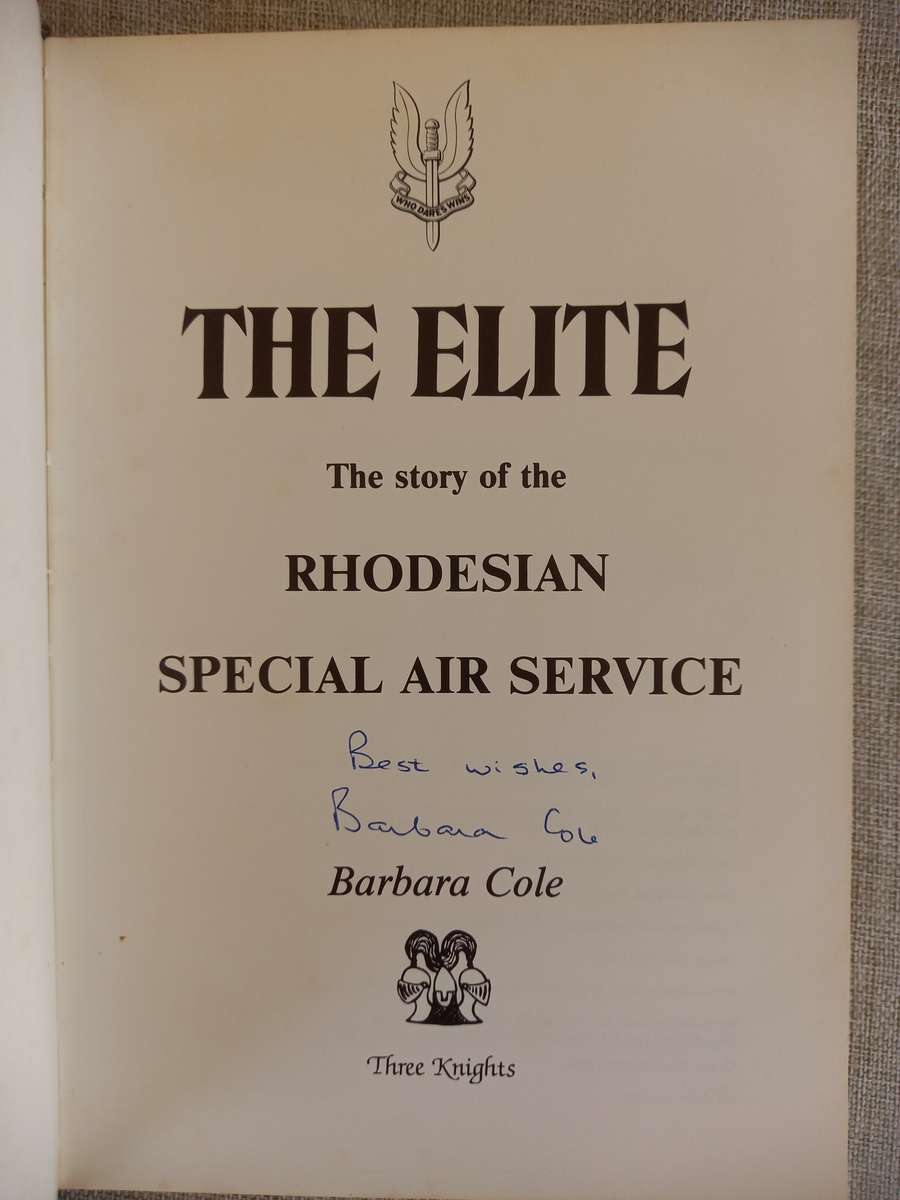 WHO DARES WINS
THE ELITE
The story of the
RHODESIAN
SPECIAL AIR SERVICE
Best wishes,
Barbara Cole
Barbara Cole
Three Knights